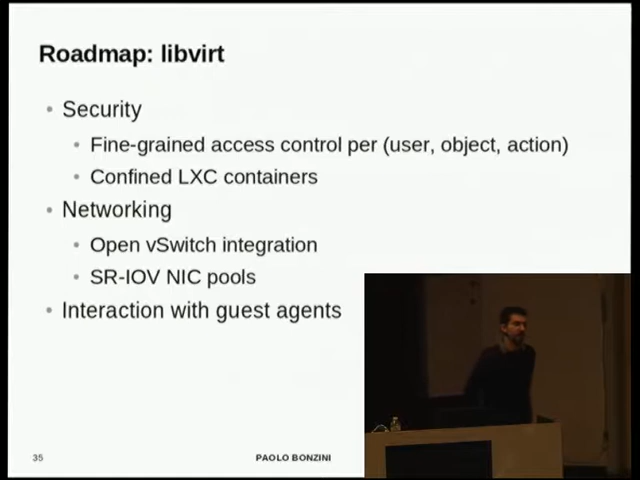 Roadmap: libvirt
• Security
• Fine-grained access control per (user, object, action)
• Confined LXC containers
• Networking
• Open vSwitch integration
• SR-IOV NIC pools
• Interaction with guest agents
35
PAOLO BONZINI